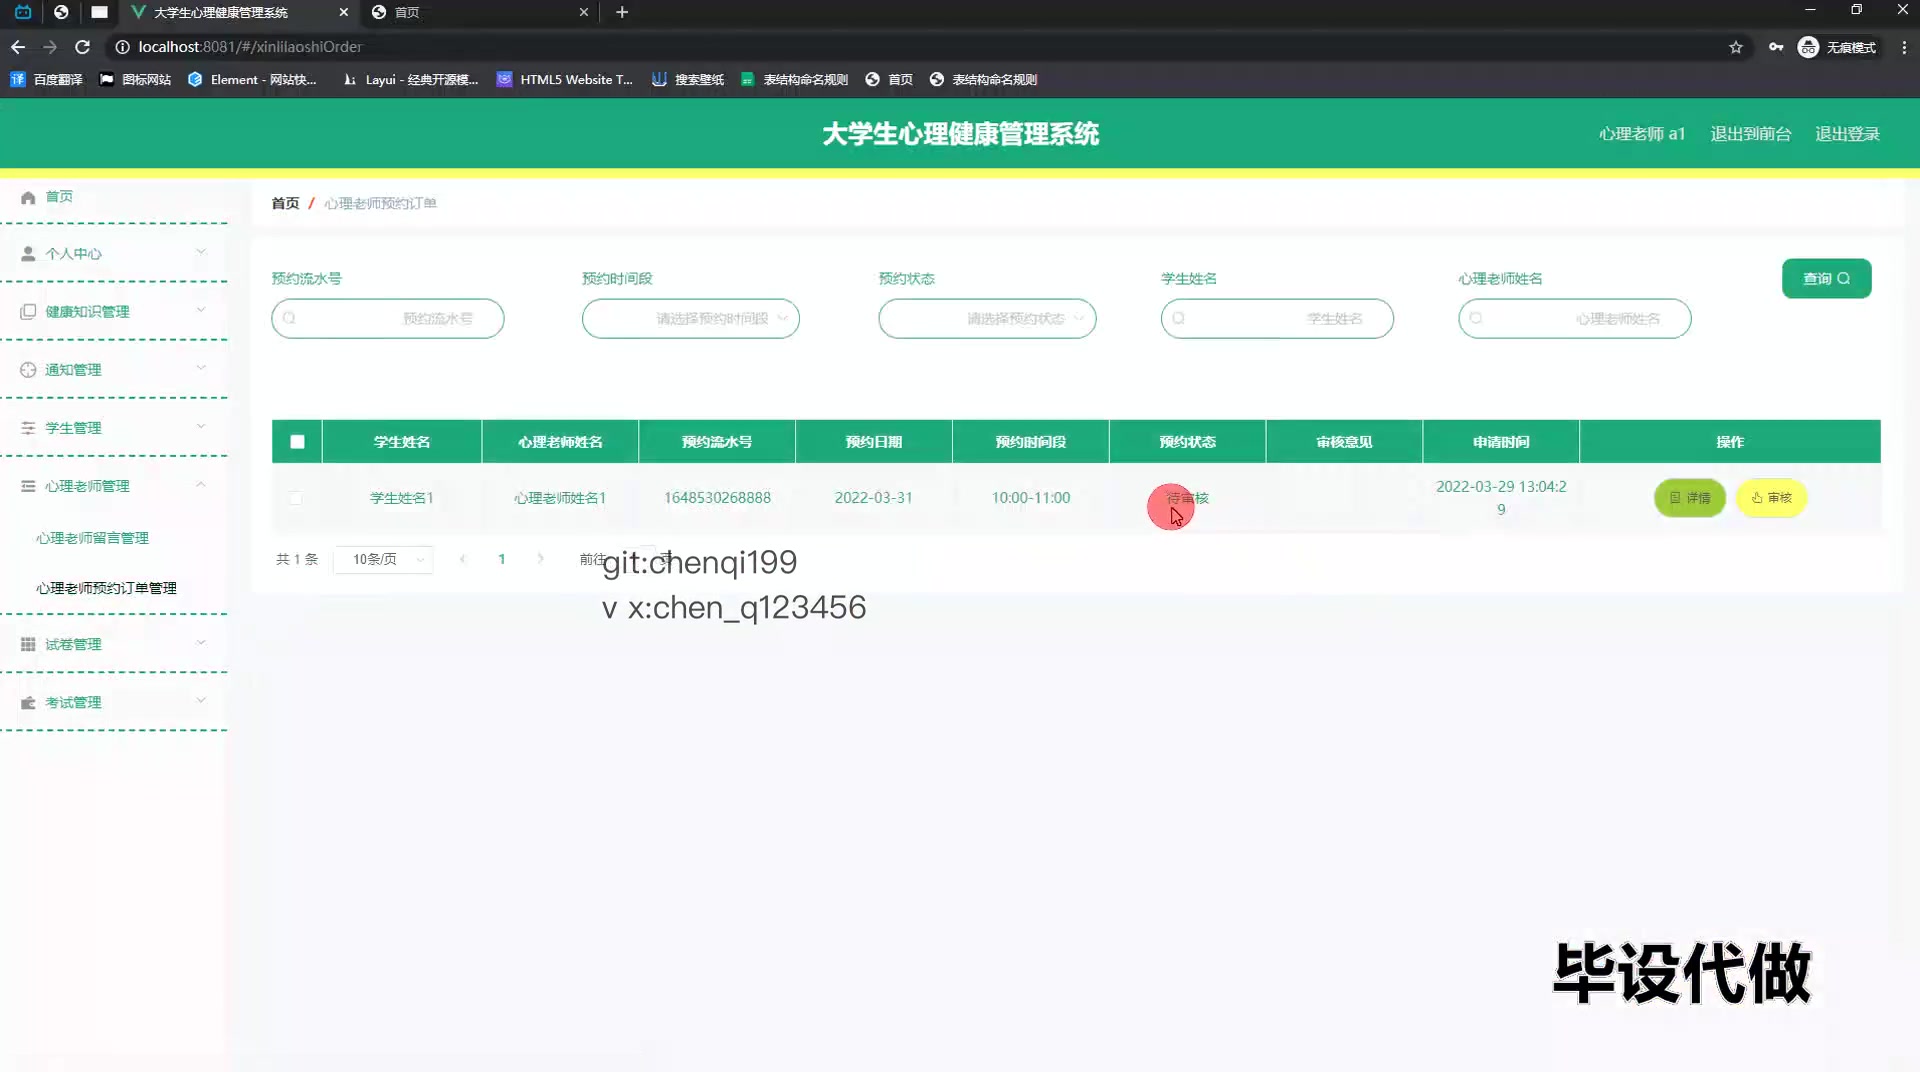 大学生心理健康管理系统
首页
localhost:8081/#/xinlilaoshiOrder
无痕模式
百度翻译
图标网站
Element - 网站快...
Layui - 经典开源模...
HTML5 Website T...
搜索壁纸
表结构命名规则
首页
表结构命名规则
大学生心理健康管理系统
心理老师 a1
退出到前台
退出登录
首页
个人中心
健康知识管理
通知管理
学生管理
心理老师管理
心理老师留言管理
心理老师预约订单管理
试卷管理
考试管理
首页 / 心理老师预约订单
预约流水号
预约时间段
预约状态
学生姓名
心理老师姓名
查询
预约流水号
请选择预约时间段
请选择预约状态
学生姓名
心理老师姓名
学生姓名 心理老师姓名 预约流水号 预约日期 预约时间段 预约状态 审核意见 申请时间 操作
学生姓名1 心理老师姓名1 1648530268888 2022-03-31 10:00-11:00 待审核 2022-03-29 13:04:2
9
详情
审核
共 1 条
10条/页
1
前往
git:chenqi199
v x:chen_q123456
毕设代做